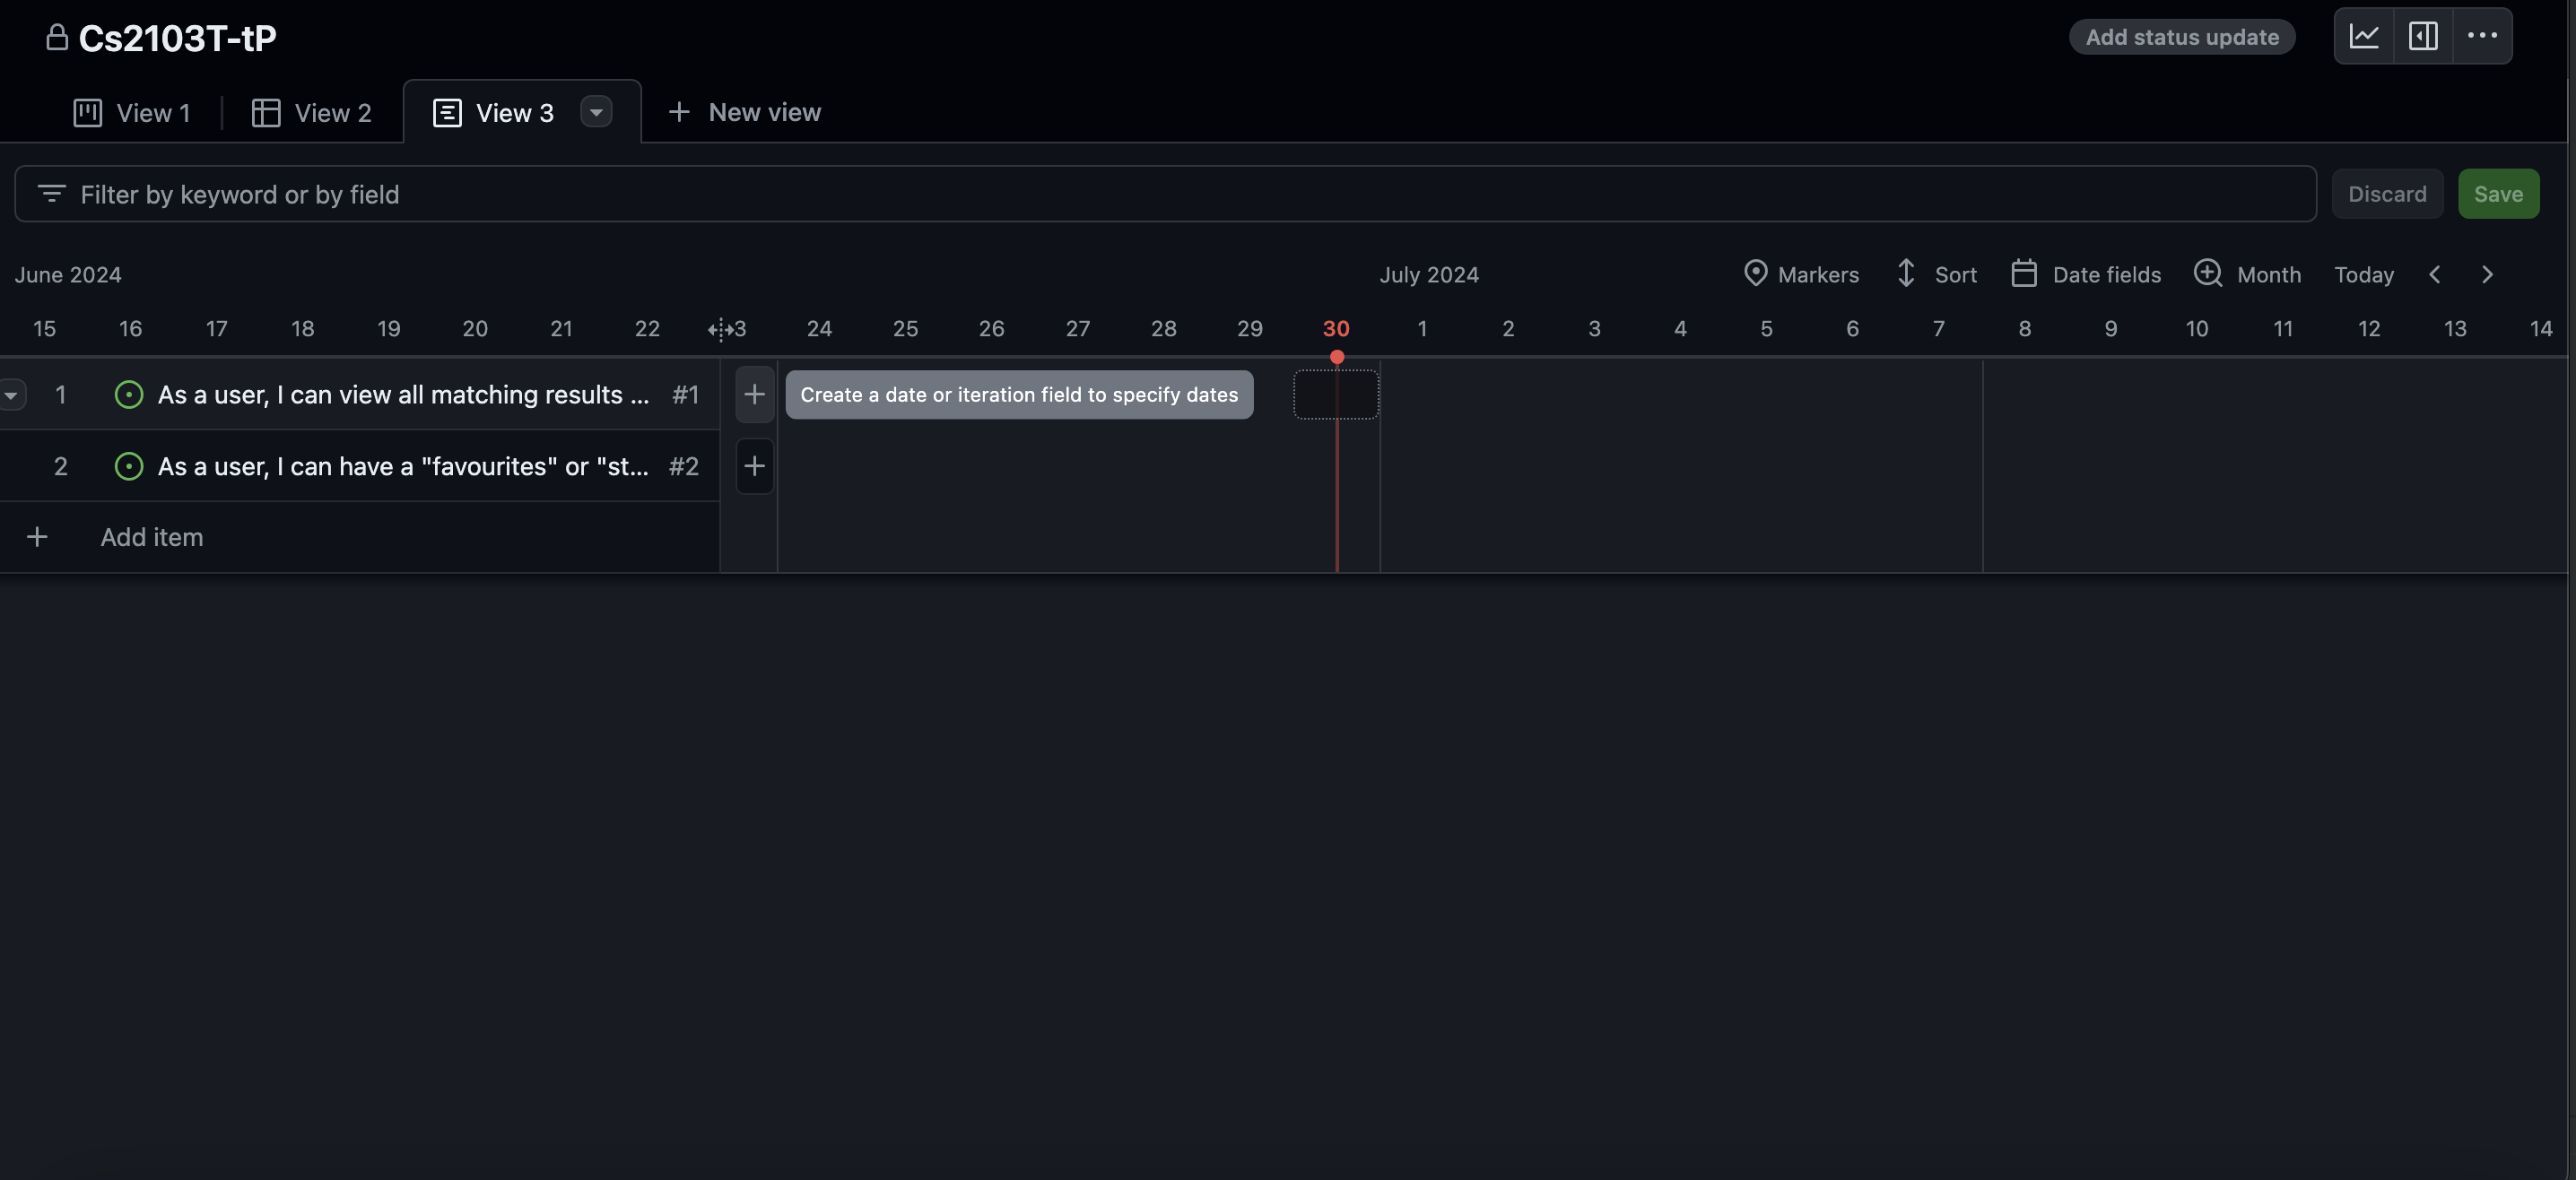 Cs2103T-tP
Add status update
View 1
View 2
View 3
New view
Filter by keyword or by field
Discard
Save
June 2024
July 2024
Markers
Sort
Date fields
Month
Today
15 16 17 18 19 20 21 22 3 24 25 26 27 28 29 30 1 2 3 4 5 6 7 8 9 10 11 12 13 14
1 As a user, I can view all matching results ... #1
Create a date or iteration field to specify dates
2 As a user, I can have a "favourites" or "st... #2
Add item